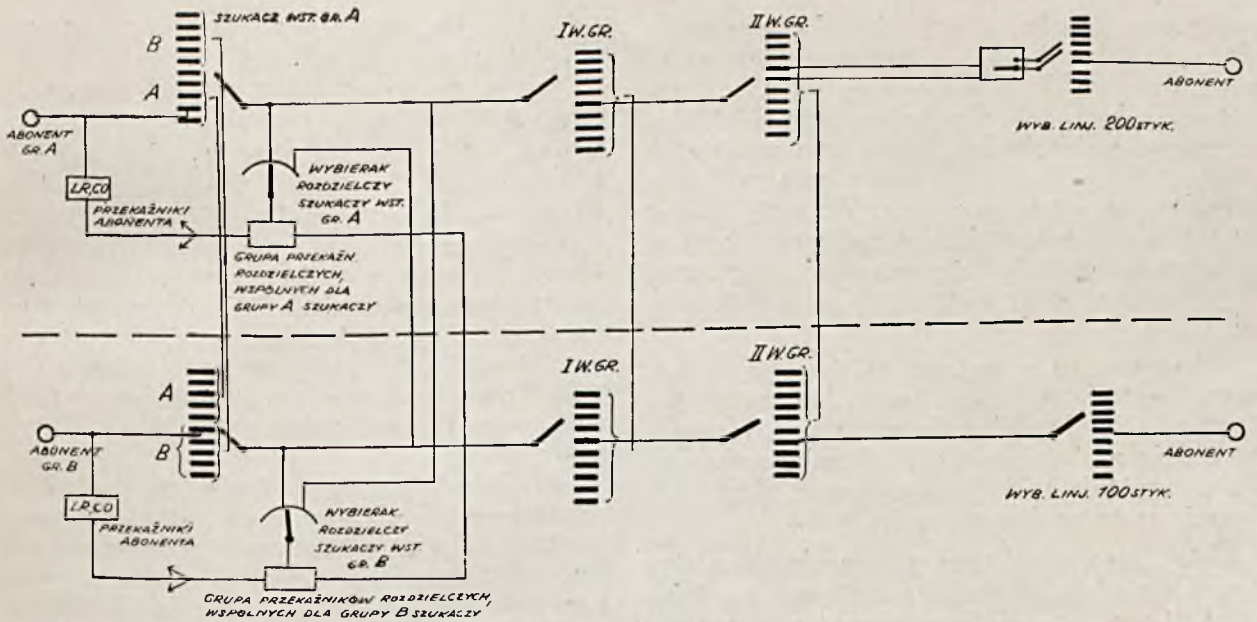 SZUKACZ WST. GR. A
B
A
ABONENT
GR. A
LR,CO
PRZEKAŹNIKI
ABONENTA
WYBIERAK
ROZDZIELCZY
SZUKACZY WST.
GR. A
GRUPA PRZEKAŹN.
ROZDZIELCZYCH,
WSPÓLNYCH DLA
GRUPY A SZUKACZY
I W. GR.
II W. GR.
ABONENT
WYB. LINJ. 200 STYK.
A
B
ABONENT
GR. B
LR,CO
PRZEKAŹNIKI
ABONENTA
WYBIERAK
ROZDZIELCZY
SZUKACZY WST.
GR. B
GRUPA PRZEKAŹNIKÓW ROZDZIELCZYCH,
WSPÓLNYCH DLA GRUPY B SZUKACZY
I W. GR.
II W. GR.
ABONENT
WYB. LINJ. 100 STYK.